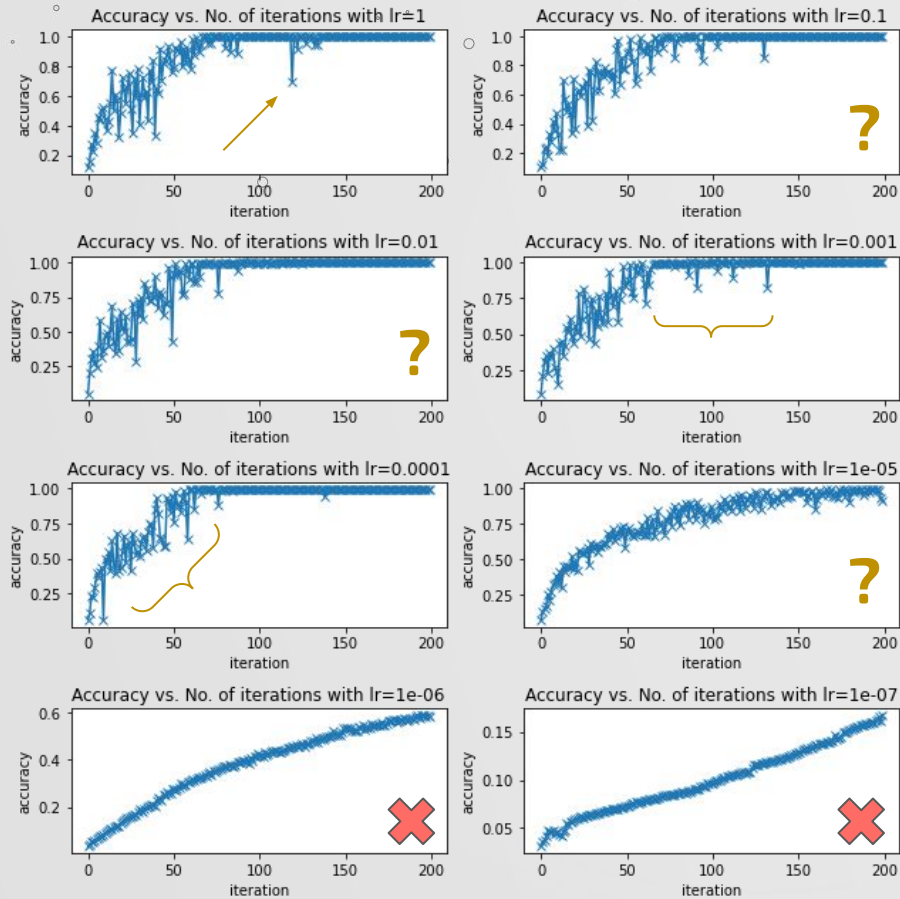 Accuracy vs. No. of iterations with lr=1
1.0
0.8
0.6
0.4
0.2
accuracy
0 50 100 150 200
iteration
Accuracy vs. No. of iterations with lr=0.1
1.0
0.8
0.6
0.4
0.2
accuracy
?
0 50 100 150 200
iteration
Accuracy vs. No. of iterations with lr=0.01
1.00
0.75
0.50
0.25
accuracy
?
0 50 100 150 200
iteration
Accuracy vs. No. of iterations with lr=0.001
1.00
0.75
0.50
0.25
accuracy
0 50 100 150 200
iteration
Accuracy vs. No. of iterations with lr=0.0001
1.00
0.75
0.50
0.25
accuracy
0 50 100 150 200
iteration
Accuracy vs. No. of iterations with lr=1e-05
1.00
0.75
0.50
0.25
accuracy
?
0 50 100 150 200
iteration
Accuracy vs. No. of iterations with lr=1e-06
0.6
0.4
0.2
accuracy
0 50 100 150 200
iteration
Accuracy vs. No. of iterations with lr=1e-07
0.15
0.10
0.05
accuracy
0 50 100 150 200
iteration